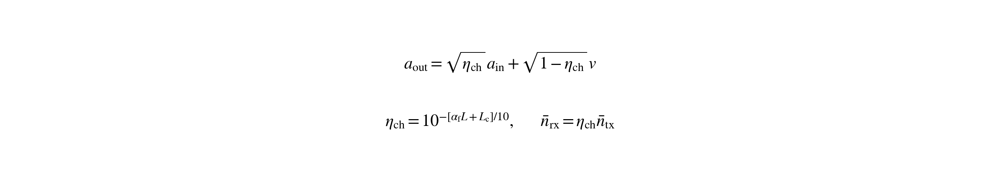 a_out = √η_ch a_in + √1 − η_ch v
η_ch = 10^−[α_f L + L_c]/10, n̄_rx = η_ch n̄_tx